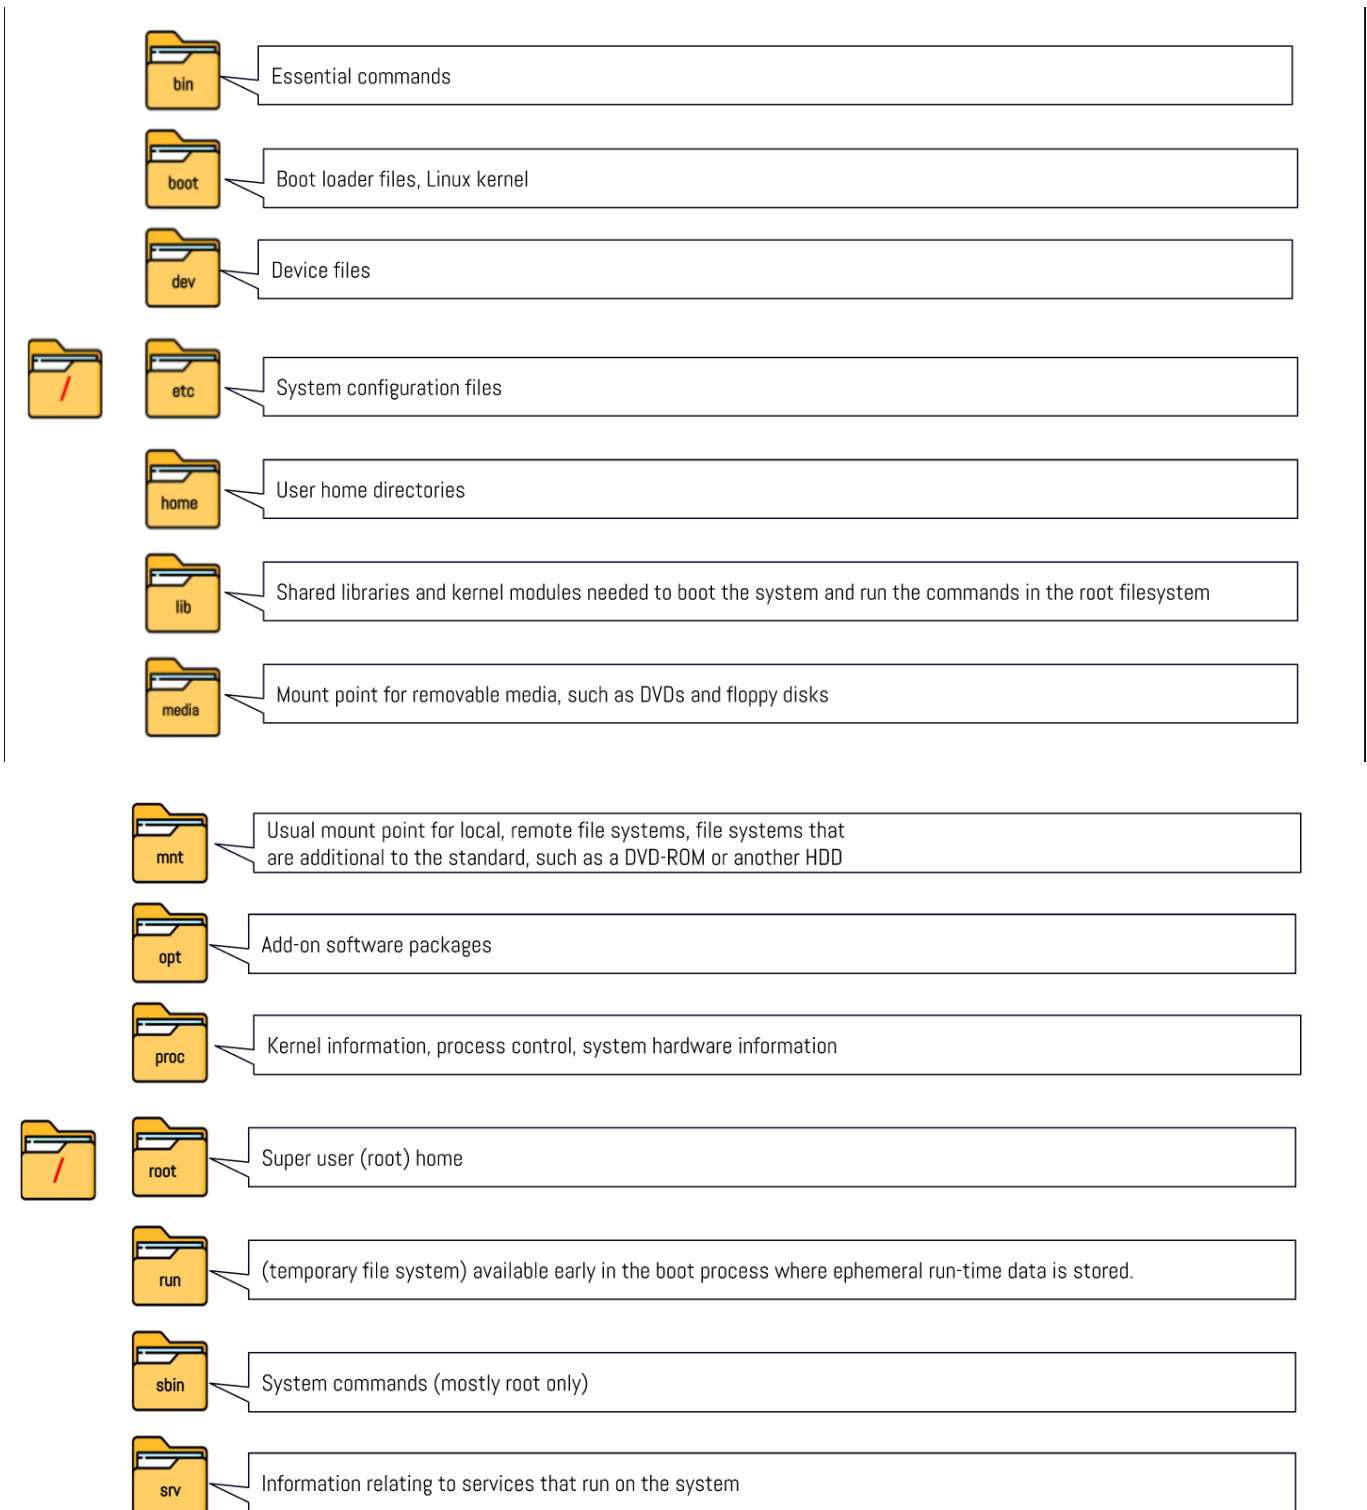 bin
Essential commands
boot
Boot loader files, Linux kernel
dev
Device files
/
etc
System configuration files
home
User home directories
lib
Shared libraries and kernel modules needed to boot the system and run the commands in the root filesystem
media
Mount point for removable media, such as DVDs and floppy disks
mnt
Usual mount point for local, remote file systems, file systems that
are additional to the standard, such as a DVD-ROM or another HDD
opt
Add-on software packages
proc
Kernel information, process control, system hardware information
/
root
Super user (root) home
run
(temporary file system) available early in the boot process where ephemeral run-time data is stored.
sbin
System commands (mostly root only)
srv
Information relating to services that run on the system